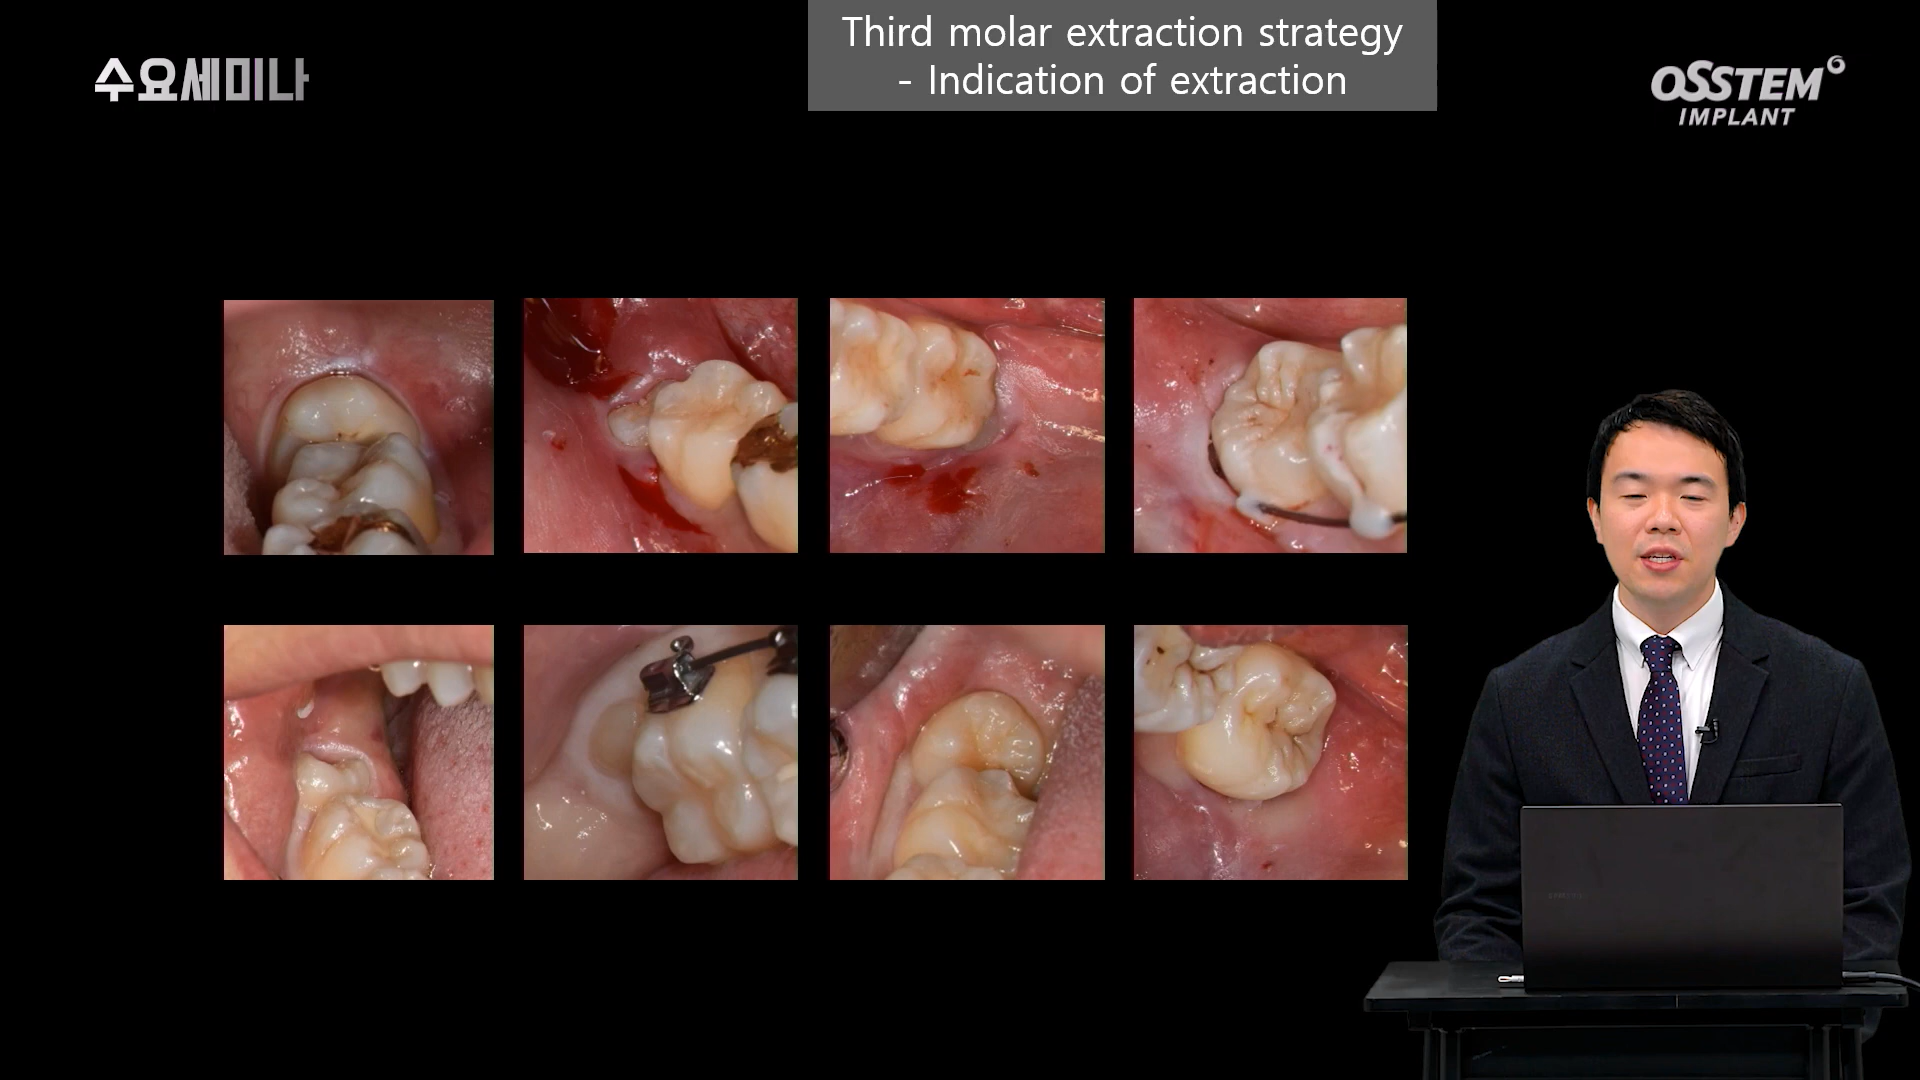 Third molar extraction strategy
- Indication of extraction
수요세미나
OSSTEM
IMPLANT